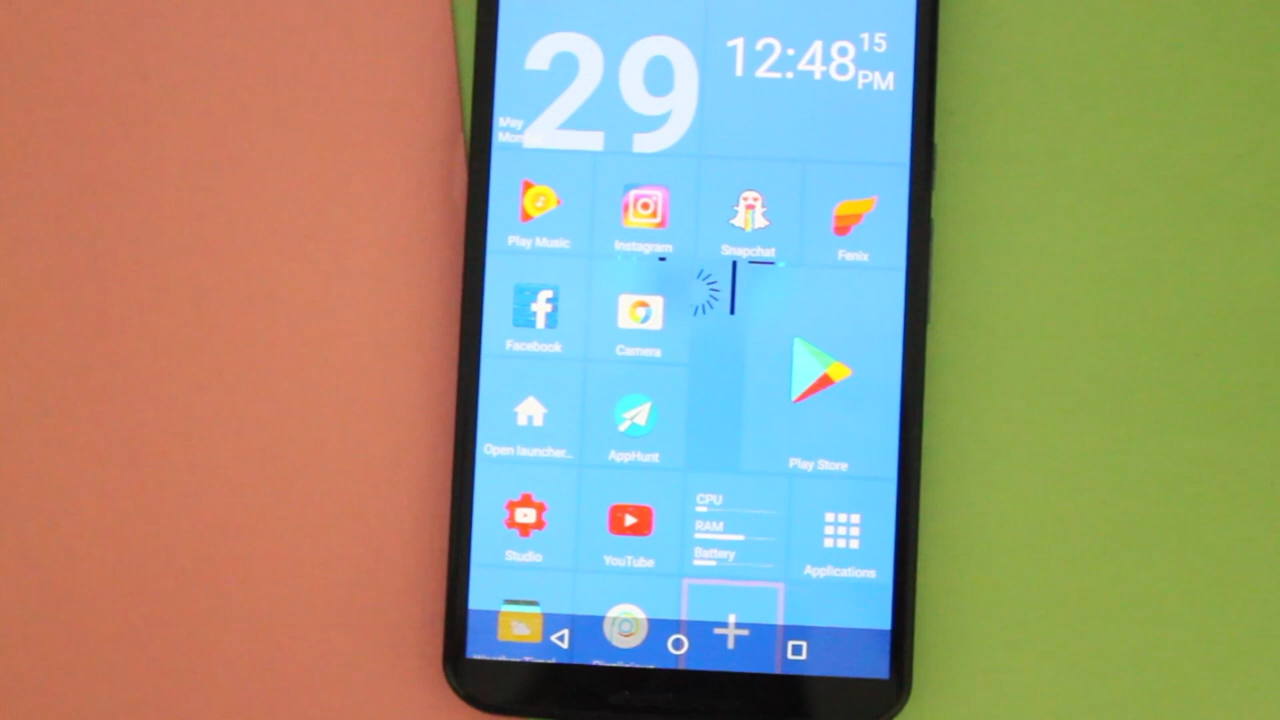 29
12:48 15 PM
May
Mon
Play Music
Instagram
Snapchat
Fenix
Facebook
Camera
Open launcher...
AppHunt
Play Store
CPU
RAM
Battery
Studio
YouTube
Applications